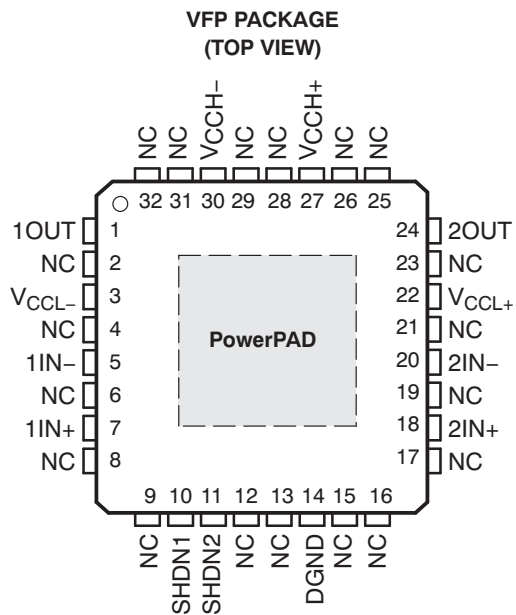 VFP PACKAGE
(TOP VIEW)
NC
NC
VCCH−
NC
NC
VCCH+
NC
NC
32 31 30 29 28 27 26 25
1OUT 1
NC 2
VCCL− 3
NC 4
1IN− 5
NC 6
1IN+ 7
NC 8
PowerPAD
24 2OUT
23 NC
22 VCCL+
21 NC
20 2IN−
19 NC
18 2IN+
17 NC
9 10 11 12 13 14 15 16
NC
SHDN1
SHDN2
NC
NC
DGND
NC
NC